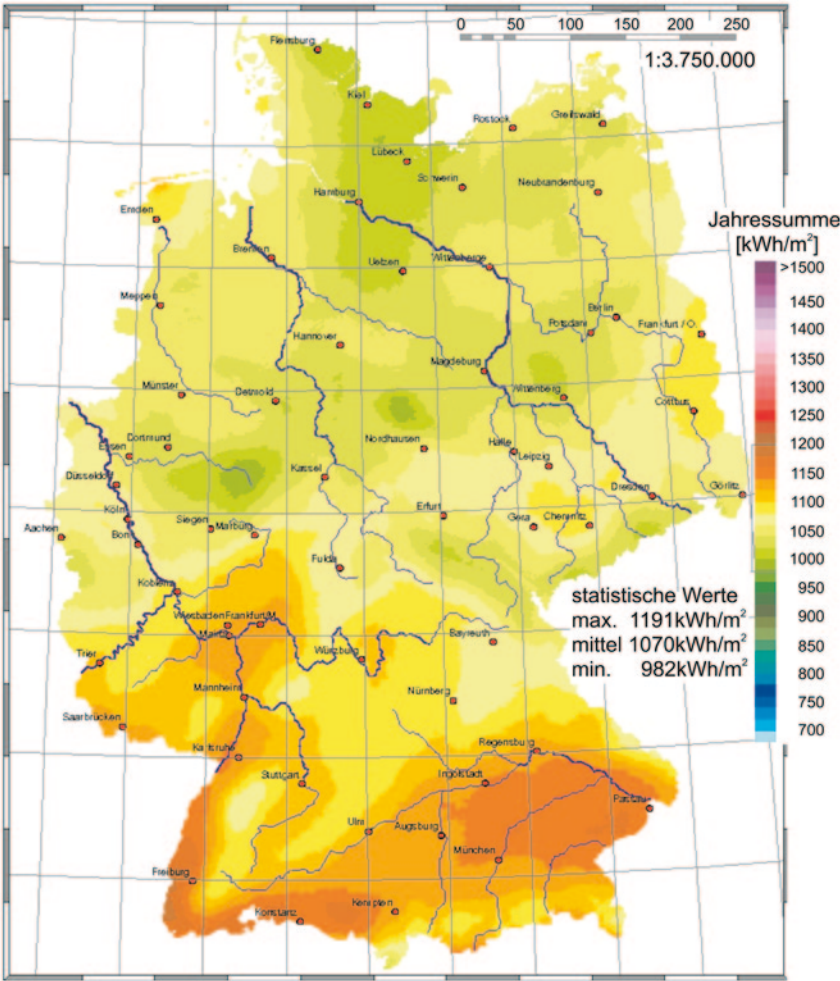 0 50 100 150 200 250
1:3.750.000
Flensburg
Kiel
Rostock
Greifswald
Lübeck
Schwerin
Neubrandenburg
Hamburg
Emden
Bremen
Uelzen
Wittenberge
Meppen
Berlin
Potsdam
Frankfurt / O.
Hannover
Magdeburg
Münster
Detmold
Wittenberg
Cottbus
Dortmund
Essen
Nordhausen
Halle
Leipzig
Düsseldorf
Kassel
Dresden
Görlitz
Köln
Siegen
Marburg
Erfurt
Gera
Chemnitz
Aachen
Bonn
Fulda
Koblenz
Wiesbaden
Frankfurt/M.
Mainz
Bayreuth
Trier
Würzburg
Mannheim
Nürnberg
Saarbrücken
Karlsruhe
Regensburg
Stuttgart
Ingolstadt
Passau
Ulm
Augsburg
München
Freiburg
Kempten
Konstanz
Jahressumme
[kWh/m²]
>1500
1450
1400
1350
1300
1250
1200
1150
1100
1050
1000
950
900
850
800
750
700
statistische Werte
max. 1191kWh/m²
mittel 1070kWh/m²
min. 982kWh/m²